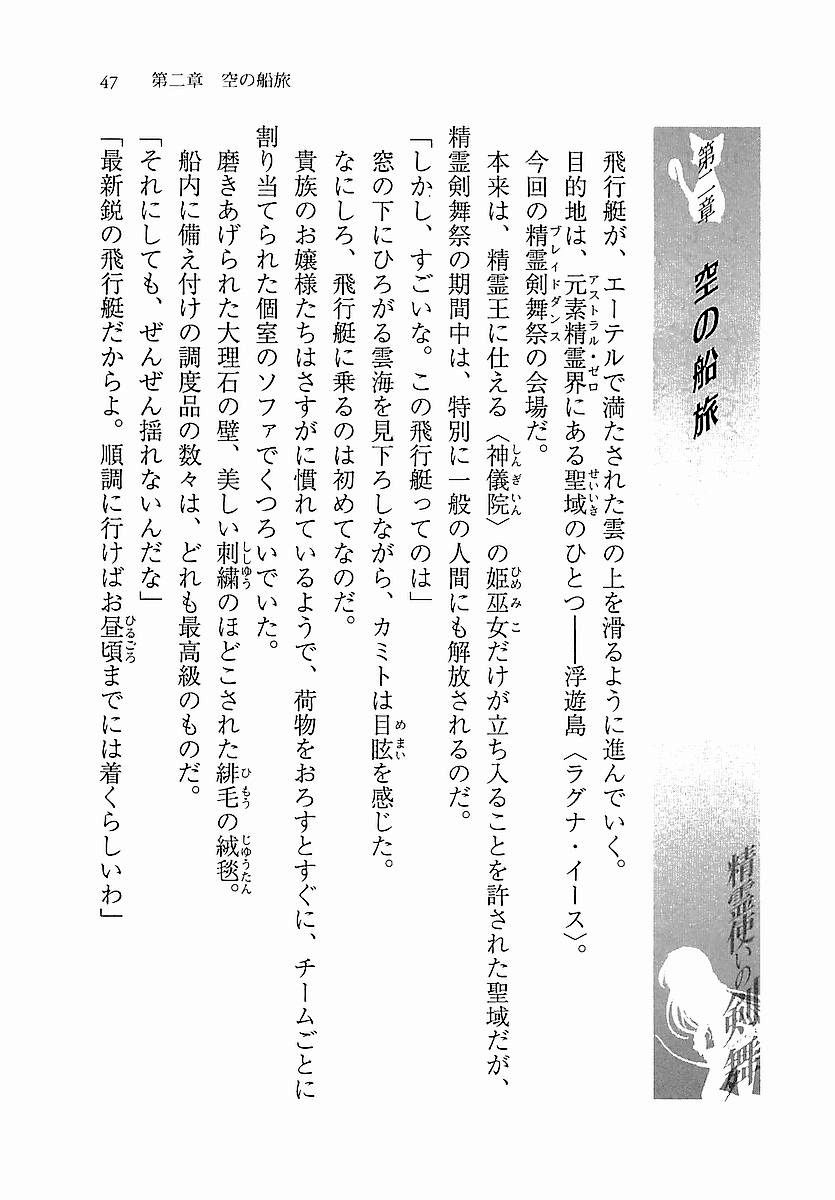 47　第二章　空の船旅
第二章　空の船旅
精霊使いの剣舞
　飛行艇が、エーテルで満たされた雲の上を滑るように進んでいく。
　目的地は、元素精霊界にある聖域のひとつ――浮遊島〈ラグナ・イース〉。
アストラル・ゼロ
せいいき
　今回の精霊剣舞祭の会場だ。
ブレイドダンス
　本来は、精霊王に仕える〈神儀院〉の姫巫女だけが立ち入ることを許された聖域だが、
しんぎいん
ひめみこ
精霊剣舞祭の期間中は、特別に一般の人間にも解放されるのだ。
「しかし、すごいな。この飛行艇ってのは」
　窓の下にひろがる雲海を見下ろしながら、カミトは目眩を感じた。
めまい
　なにしろ、飛行艇に乗るのは初めてなのだ。
　貴族のお嬢様たちはさすがに慣れているようで、荷物をおろすとすぐに、チームごとに
割り当てられた個室のソファでくつろいでいた。
　磨きあげられた大理石の壁、美しい刺繍のほどこされた緋毛の絨毯。
ししゆう
ひもう
じゆうたん
　船内に備え付けの調度品の数々は、どれも最高級のものだ。
「それにしても、ぜんぜん揺れないんだな」
「最新鋭の飛行艇だからよ。順調に行けばお昼頃までには着くらしいわ」
ひるごろ